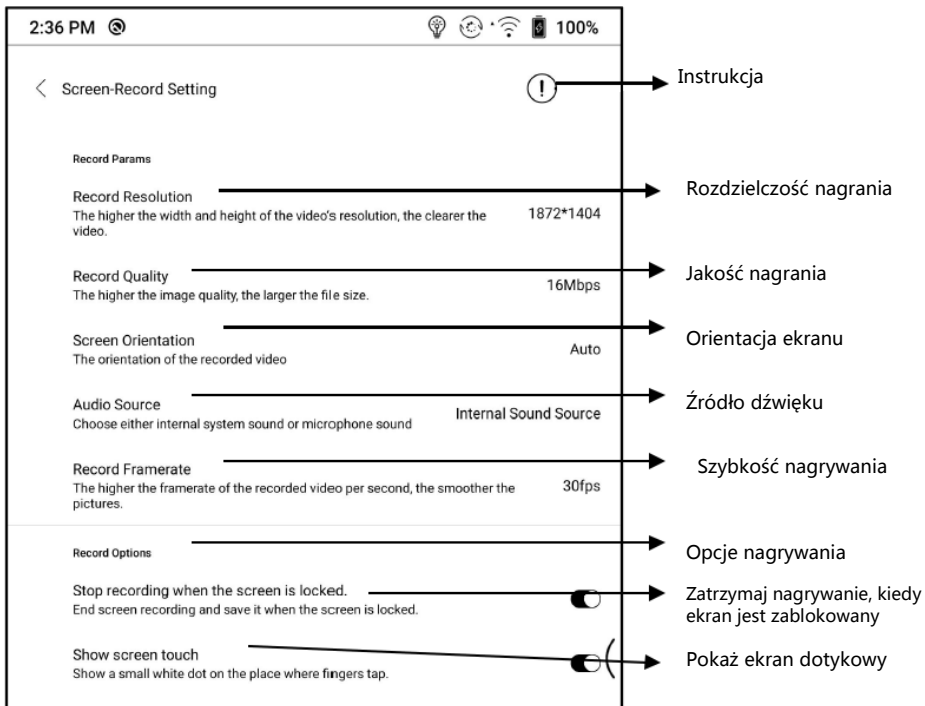 2:36 PM 100%
Screen-Record Setting
Instrukcja
Record Params
Record Resolution
The higher the width and height of the video's resolution, the clearer the
video.
1872*1404
Rozdzielczość nagrania
Record Quality
The higher the image quality, the larger the file size.
16Mbps
Jakość nagrania
Screen Orientation
The orientation of the recorded video
Auto
Orientacja ekranu
Audio Source
Choose either internal system sound or microphone sound
Internal Sound Source
Źródło dźwięku
Record Framerate
The higher the framerate of the recorded video per second, the smoother the
pictures.
30fps
Szybkość nagrywania
Record Options
Opcje nagrywania
Stop recording when the screen is locked.
End screen recording and save it when the screen is locked.
Zatrzymaj nagrywanie, kiedy
ekran jest zablokowany
Show screen touch
Show a small white dot on the place where fingers tap.
Pokaż ekran dotykowy